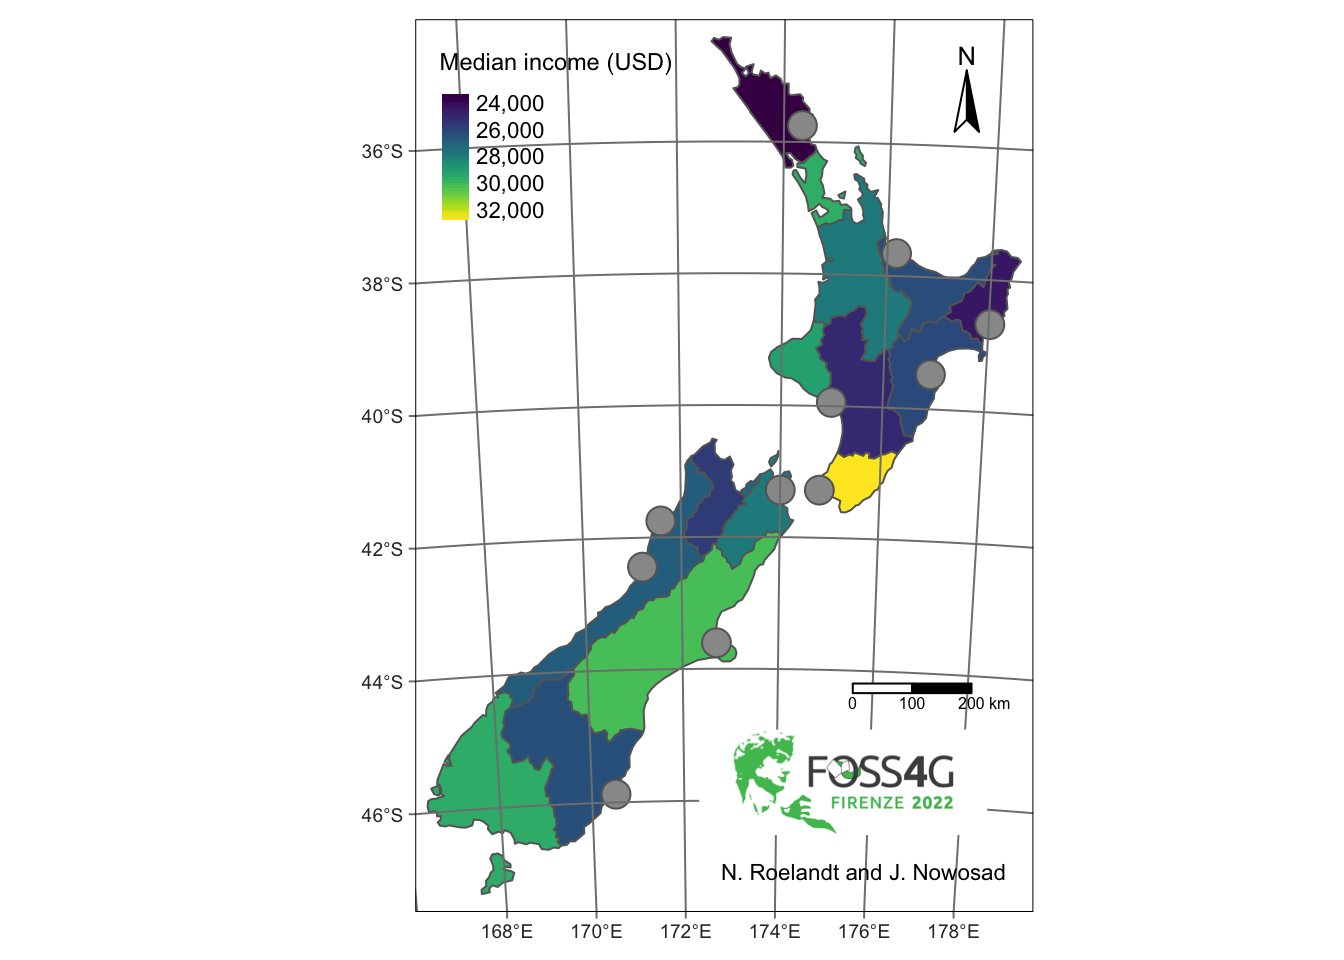 Median income (USD)
24,000
26,000
28,000
30,000
32,000
N
36°S
38°S
40°S
42°S
44°S
46°S
0 100 200 km
FOSS4G
FIRENZE 2022
N. Roelandt and J. Nowosad
168°E 170°E 172°E 174°E 176°E 178°E